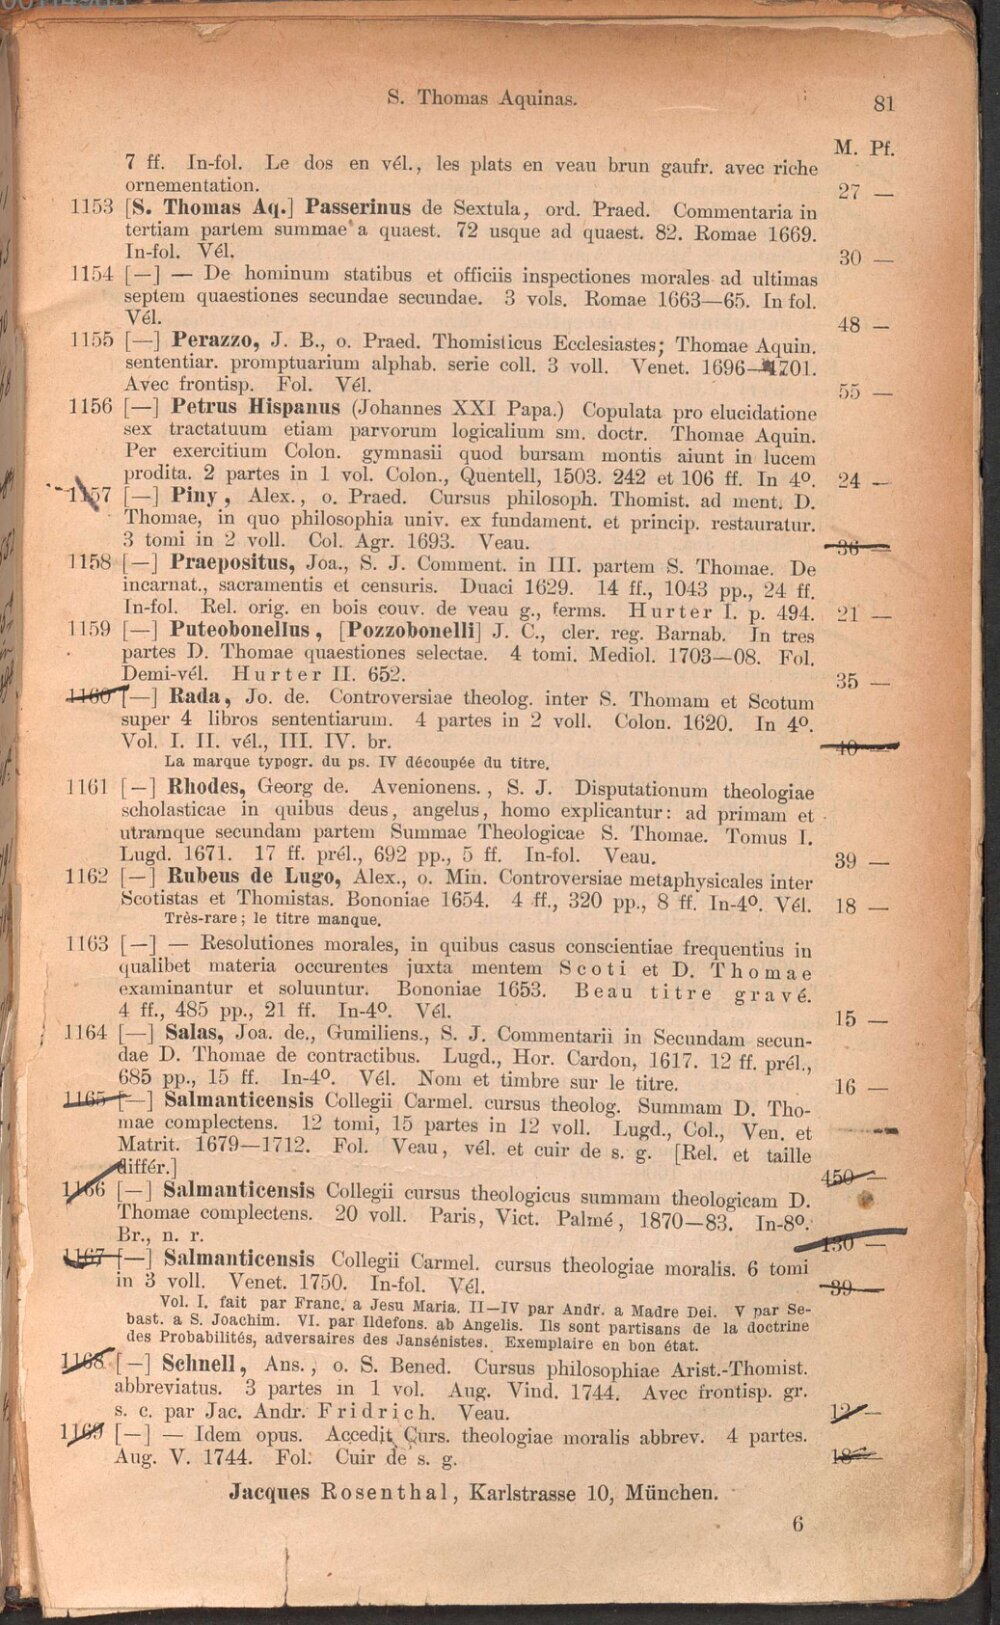 S. Thomas Aquinas.
81
M. Pf.
7 ff. In-fol. Le dos en vél., les plats en veau brun gaufr. avec riche
ornementation. 27 —
1153 [S. Thomas Aq.] Passerinus de Sextula, ord. Praed. Commentaria in
tertiam partem summae a quaest. 72 usque ad quaest. 82. Romae 1669.
In-fol. Vél. 30 —
1154 [—] — De hominum statibus et officiis inspectiones morales ad ultimas
septem quaestiones secundae secundae. 3 vols. Romae 1663—65. In fol.
Vél. 48 —
1155 [—] Perazzo, J. B., o. Praed. Thomisticus Ecclesiastes; Thomae Aquin.
sententiar. promptuarium alphab. serie coll. 3 voll. Venet. 1696—1701.
Avec frontisp. Fol. Vél. 55 —
1156 [—] Petrus Hispanus (Johannes XXI Papa.) Copulata pro elucidatione
sex tractatuum etiam parvorum logicalium sm. doctr. Thomae Aquin.
Per exercitium Colon. gymnasii quod bursam montis aiunt in lucem
prodita. 2 partes in 1 vol. Colon., Quentell, 1503. 242 et 106 ff. In 4º. 24 —
1157 [—] Piny, Alex., o. Praed. Cursus philosoph. Thomist. ad ment. D.
Thomae, in quo philosophia univ. ex fundament. et princip. restauratur.
3 tomi in 2 voll. Col. Agr. 1693. Veau. 36 —
1158 [—] Praepositus, Joa., S. J. Comment. in III. partem S. Thomae. De
incarnat., sacramentis et censuris. Duaci 1629. 14 ff., 1043 pp., 24 ff.
In-fol. Rel. orig. en bois couv. de veau g., ferms. Hurter I. p. 494. 21 —
1159 [—] Puteobonellus, [Pozzobonelli] J. C., cler. reg. Barnab. In tres
partes D. Thomae quaestiones selectae. 4 tomi. Mediol. 1703—08. Fol.
Demi-vél. Hurter II. 652. 35 —
1160 [—] Rada, Jo. de. Controversiae theolog. inter S. Thomam et Scotum
super 4 libros sententiarum. 4 partes in 2 voll. Colon. 1620. In 4º.
Vol. I. II. vél., III. IV. br. 40 —
La marque typogr. du ps. IV découpée du titre.
1161 [—] Rhodes, Georg de. Avenionens., S. J. Disputationum theologiae
scholasticae in quibus deus, angelus, homo explicantur: ad primam et
utramque secundam partem Summae Theologicae S. Thomae. Tomus I.
Lugd. 1671. 17 ff. prél., 692 pp., 5 ff. In-fol. Veau. 39 —
1162 [—] Rubeus de Lugo, Alex., o. Min. Controversiae metaphysicales inter
Scotistas et Thomistas. Bononiae 1654. 4 ff., 320 pp., 8 ff. In-4º. Vél. 18 —
Très-rare; le titre manque.
1163 [—] — Resolutiones morales, in quibus casus conscientiae frequentius in
qualibet materia occurentes juxta mentem Scoti et D. Thomae
examinantur et soluuntur. Bononiae 1653. Beau titre gravé.
4 ff., 485 pp., 21 ff. In-4º. Vél. 15 —
1164 [—] Salas, Joa. de., Gumiliens., S. J. Commentarii in Secundam secun-
dae D. Thomae de contractibus. Lugd., Hor. Cardon, 1617. 12 ff. prél.,
685 pp., 15 ff. In-4º. Vél. Nom et timbre sur le titre. 16 —
1165 [—] Salmanticensis Collegii Carmel. cursus theolog. Summam D. Tho-
mae complectens. 12 tomi, 15 partes in 12 voll. Lugd., Col., Ven. et
Matrit. 1679—1712. Fol. Veau, vél. et cuir de s. g. [Rel. et taille
différ.] 450 —
1166 [—] Salmanticensis Collegii cursus theologicus summam theologicam D.
Thomae complectens. 20 voll. Paris, Vict. Palmé, 1870—83. In-8º.
Br., n. r. 130 —
1167 [—] Salmanticensis Collegii Carmel. cursus theologiae moralis. 6 tomi
in 3 voll. Venet. 1750. In-fol. Vél. 39 —
Vol. I. fait par Franc. a Jesu Maria. II—IV par Andr. a Madre Dei. V par Se-
bast. a S. Joachim. VI. par Ildefons. ab Angelis. Ils sont partisans de la doctrine
des Probabilités, adversaires des Jansénistes. Exemplaire en bon état.
1168 [—] Schnell, Ans., o. S. Bened. Cursus philosophiae Arist.-Thomist.
abbreviatus. 3 partes in 1 vol. Aug. Vind. 1744. Avec frontisp. gr.
s. c. par Jac. Andr. Fridrich. Veau. 12 —
1169 [—] — Idem opus. Accedit Curs. theologiae moralis abbrev. 4 partes.
Aug. V. 1744. Fol. Cuir de s. g. 18 —
Jacques Rosenthal, Karlstrasse 10, München.
6